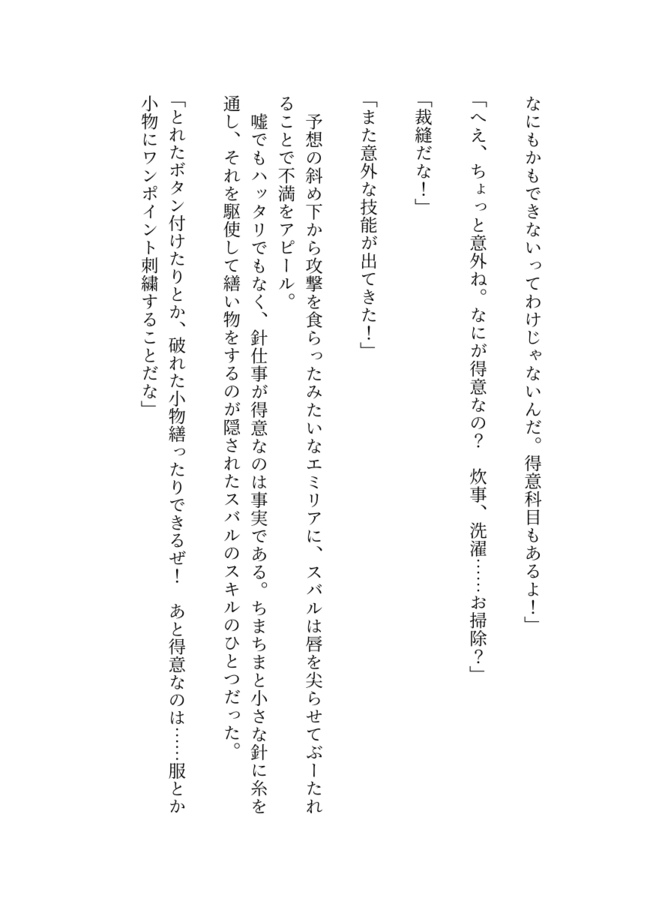 なにもかもできないってわけじゃないんだ。得意科目もあるよ！」
「へえ、ちょっと意外ね。なにが得意なの？　炊事、洗濯……お掃除？」
「裁縫だな！」
「また意外な技能が出てきた！」
　予想の斜め下から攻撃を食らったみたいなエミリアに、スバルは唇を尖らせてぶーたれ
ることで不満をアピール。
　嘘でもハッタリでもなく、針仕事が得意なのは事実である。ちまちまと小さな針に糸を
通し、それを駆使して繕い物をするのが隠されたスバルのスキルのひとつだった。
「とれたボタン付けたりとか、破れた小物繕ったりできるぜ！　あと得意なのは……服とか
小物にワンポイント刺繍することだな」